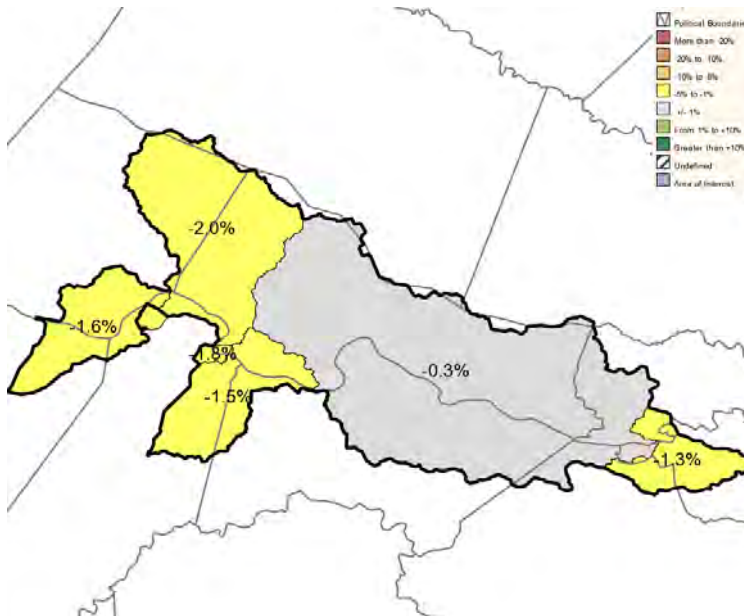 Political Boundarie
More than -20%
-20% to -10%
-10% to -5%
-5% to -1%
+/- 1%
From 1% to +10%
Greater than +10%
Undefined
Area of Interest
-2.0%
-1.6%
-1.8%
-1.5%
-0.3%
-1.3%